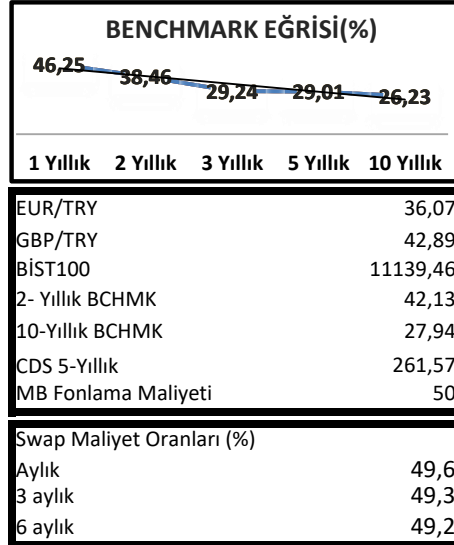 BENCHMARK EĞRİSİ(%)
46,25 38,46 29,24 29,01 26,23
1 Yıllık 2 Yıllık 3 Yıllık 5 Yıllık 10 Yıllık
EUR/TRY 36,07
GBP/TRY 42,89
BİST100 11139,46
2- Yıllık BCHMK 42,13
10-Yıllık BCHMK 27,94
CDS 5-Yıllık 261,57
MB Fonlama Maliyeti 50
Swap Maliyet Oranları (%)
Aylık 49,6
3 aylık 49,3
6 aylık 49,2